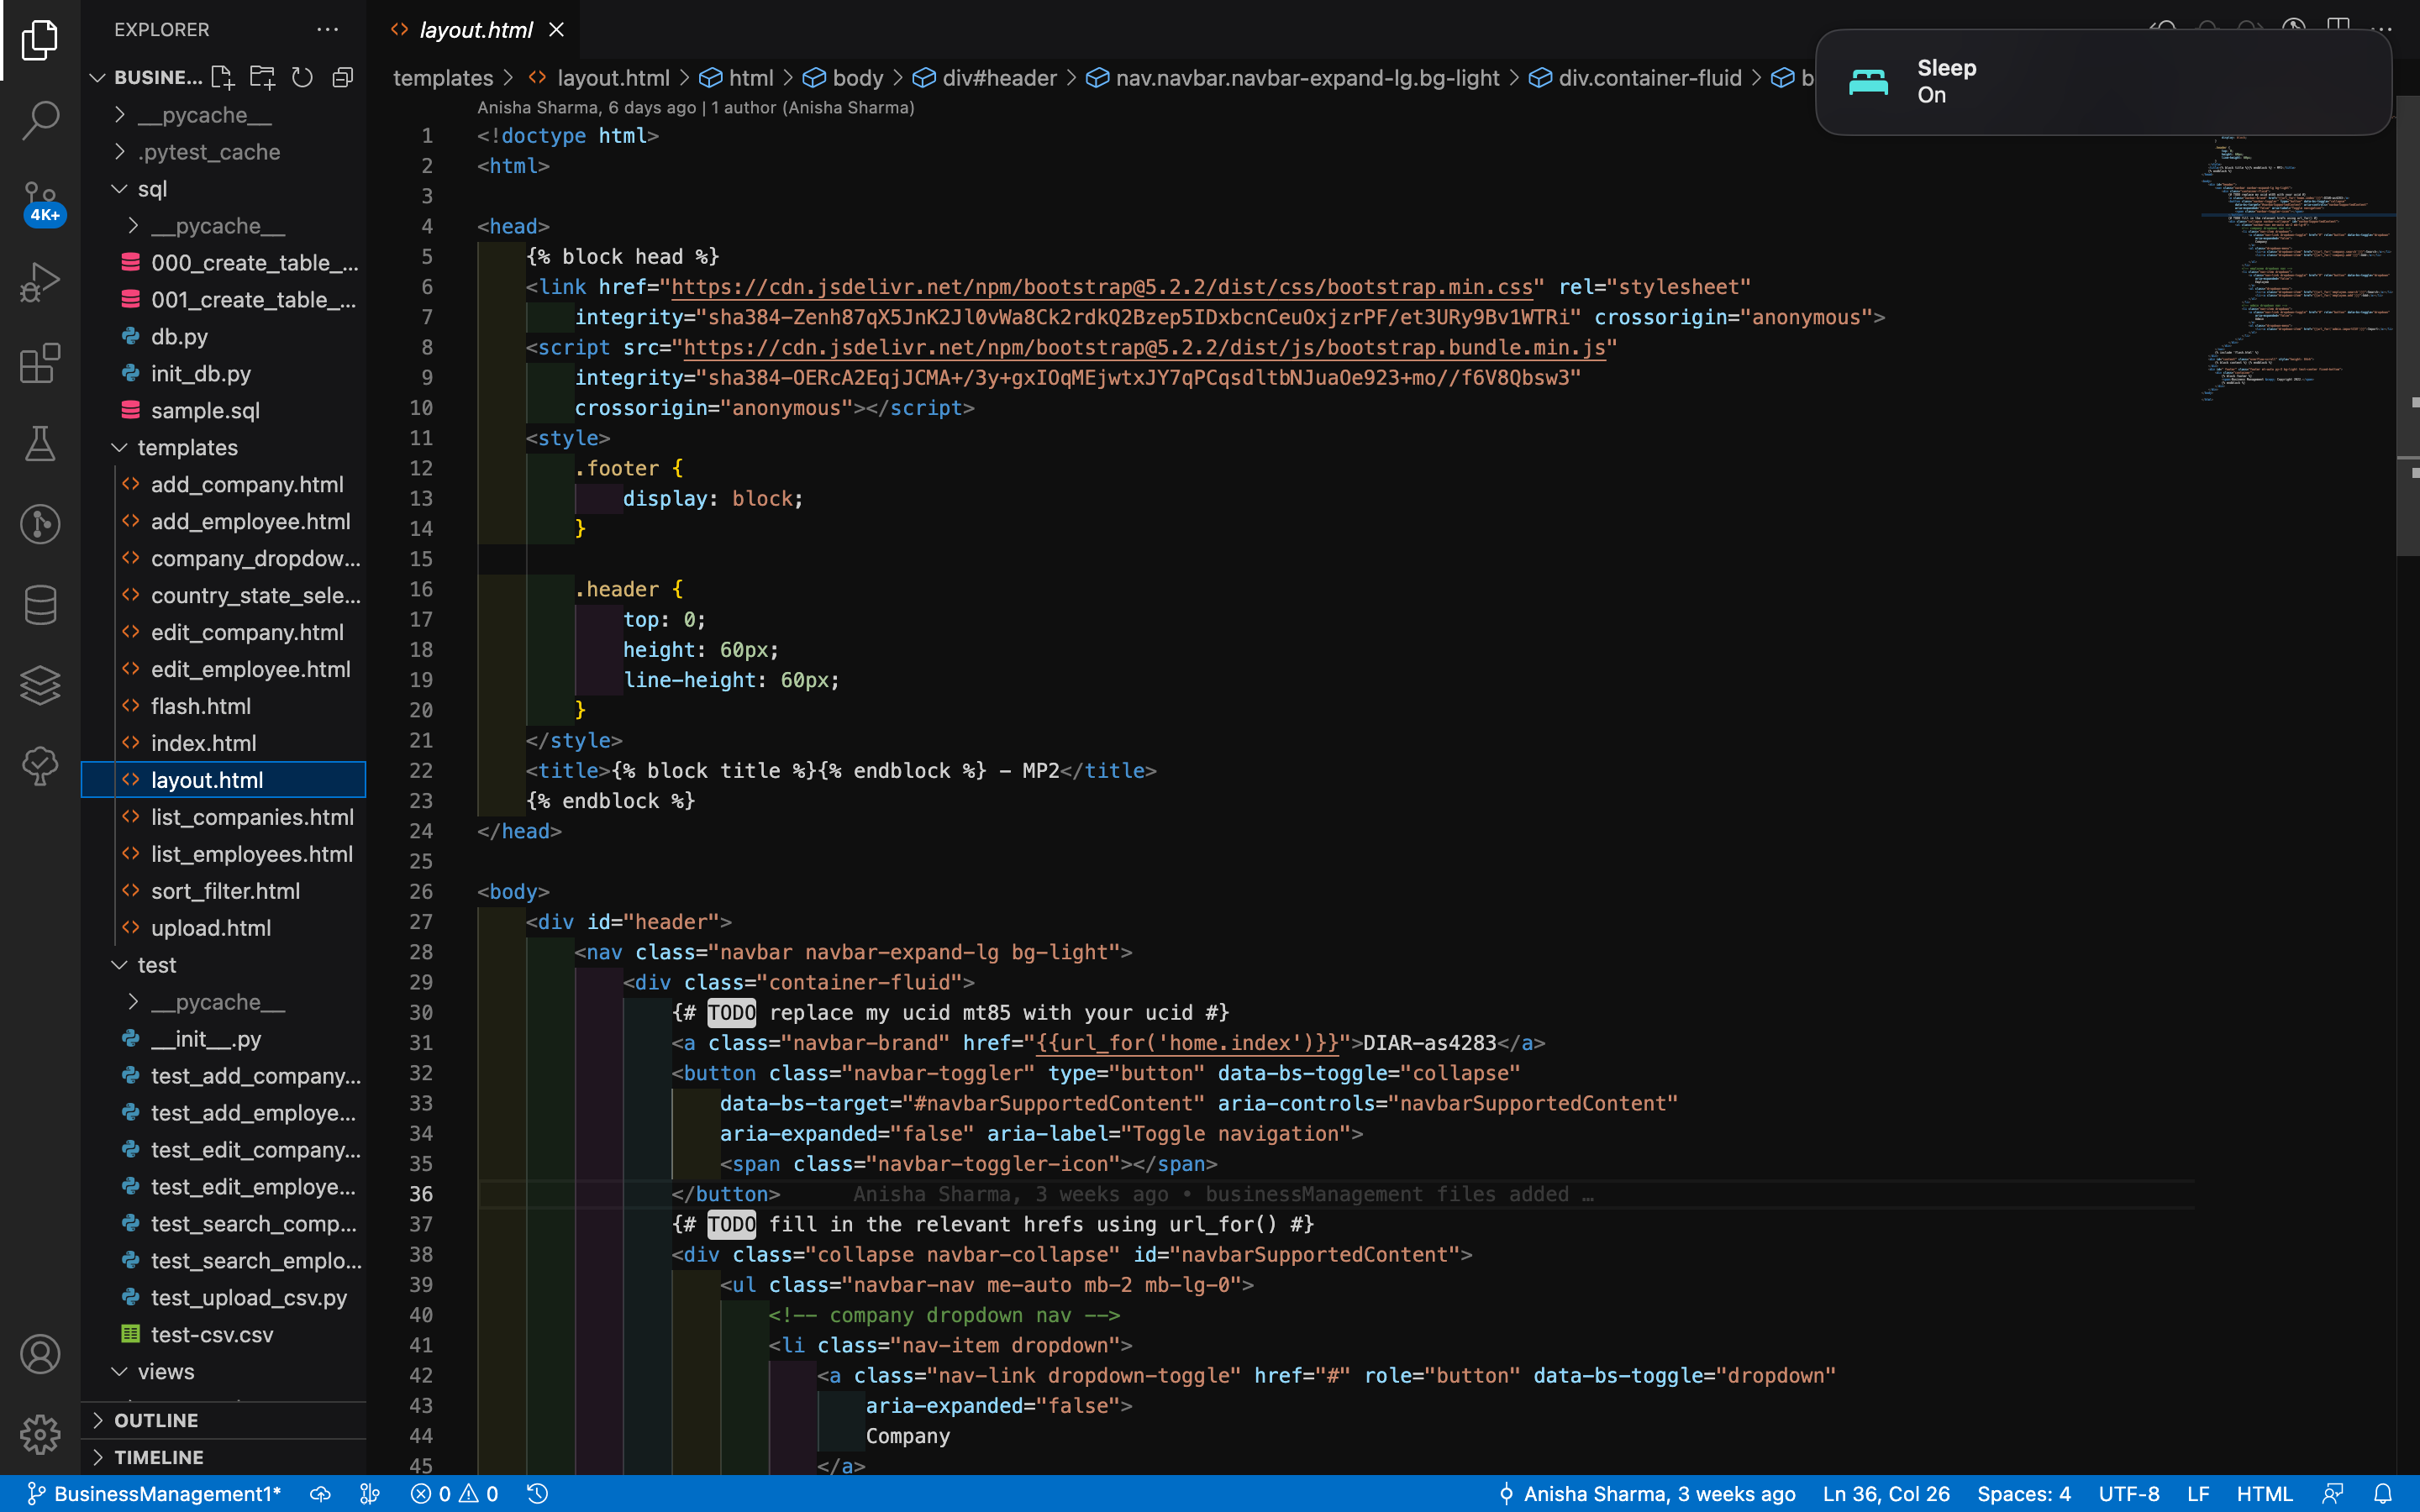 EXPLORER
BUSINE...
__pycache__
.pytest_cache
sql
__pycache__
000_create_table_...
001_create_table_...
db.py
init_db.py
sample.sql
templates
add_company.html
add_employee.html
company_dropdow...
country_state_sele...
edit_company.html
edit_employee.html
flash.html
index.html
layout.html
list_companies.html
list_employees.html
sort_filter.html
upload.html
test
__pycache__
__init__.py
test_add_company...
test_add_employe...
test_edit_company...
test_edit_employe...
test_search_comp...
test_search_emplo...
test_upload_csv.py
test-csv.csv
views
OUTLINE
TIMELINE
4K+
layout.html
templates > layout.html > html > body > div#header > nav.navbar.navbar-expand-lg.bg-light > div.container-fluid > b
Sleep
On
Anisha Sharma, 6 days ago | 1 author (Anisha Sharma)
1 <!doctype html>
2 <html>
3
4 <head>
5 {% block head %}
6 <link href="https://cdn.jsdelivr.net/npm/bootstrap@5.2.2/dist/css/bootstrap.min.css" rel="stylesheet"
7 integrity="sha384-Zenh87qX5JnK2Jl0vWa8Ck2rdkQ2Bzep5IDxbcnCeuOxjzrPF/et3URy9Bv1WTRi" crossorigin="anonymous">
8 <script src="https://cdn.jsdelivr.net/npm/bootstrap@5.2.2/dist/js/bootstrap.bundle.min.js"
9 integrity="sha384-OERcA2EqjJCMA+/3y+gxIOqMEjwtxJY7qPCqsdltbNJuaOe923+mo//f6V8Qbsw3"
10 crossorigin="anonymous"></script>
11 <style>
12 .footer {
13 display: block;
14 }
15
16 .header {
17 top: 0;
18 height: 60px;
19 line-height: 60px;
20 }
21 </style>
22 <title>{% block title %}{% endblock %} - MP2</title>
23 {% endblock %}
24 </head>
25
26 <body>
27 <div id="header">
28 <nav class="navbar navbar-expand-lg bg-light">
29 <div class="container-fluid">
30 {# TODO replace my ucid mt85 with your ucid #}
31 <a class="navbar-brand" href="{{url_for('home.index')}}">DIAR-as4283</a>
32 <button class="navbar-toggler" type="button" data-bs-toggle="collapse"
33 data-bs-target="#navbarSupportedContent" aria-controls="navbarSupportedContent"
34 aria-expanded="false" aria-label="Toggle navigation">
35 <span class="navbar-toggler-icon"></span>
36 </button> Anisha Sharma, 3 weeks ago • businessManagement files added …
37 {# TODO fill in the relevant hrefs using url_for() #}
38 <div class="collapse navbar-collapse" id="navbarSupportedContent">
39 <ul class="navbar-nav me-auto mb-2 mb-lg-0">
40 <!-- company dropdown nav -->
41 <li class="nav-item dropdown">
42 <a class="nav-link dropdown-toggle" href="#" role="button" data-bs-toggle="dropdown"
43 aria-expanded="false">
44 Company
45 </a>
BusinessManagement1* 0 0 Anisha Sharma, 3 weeks ago Ln 36, Col 26 Spaces: 4 UTF-8 LF HTML